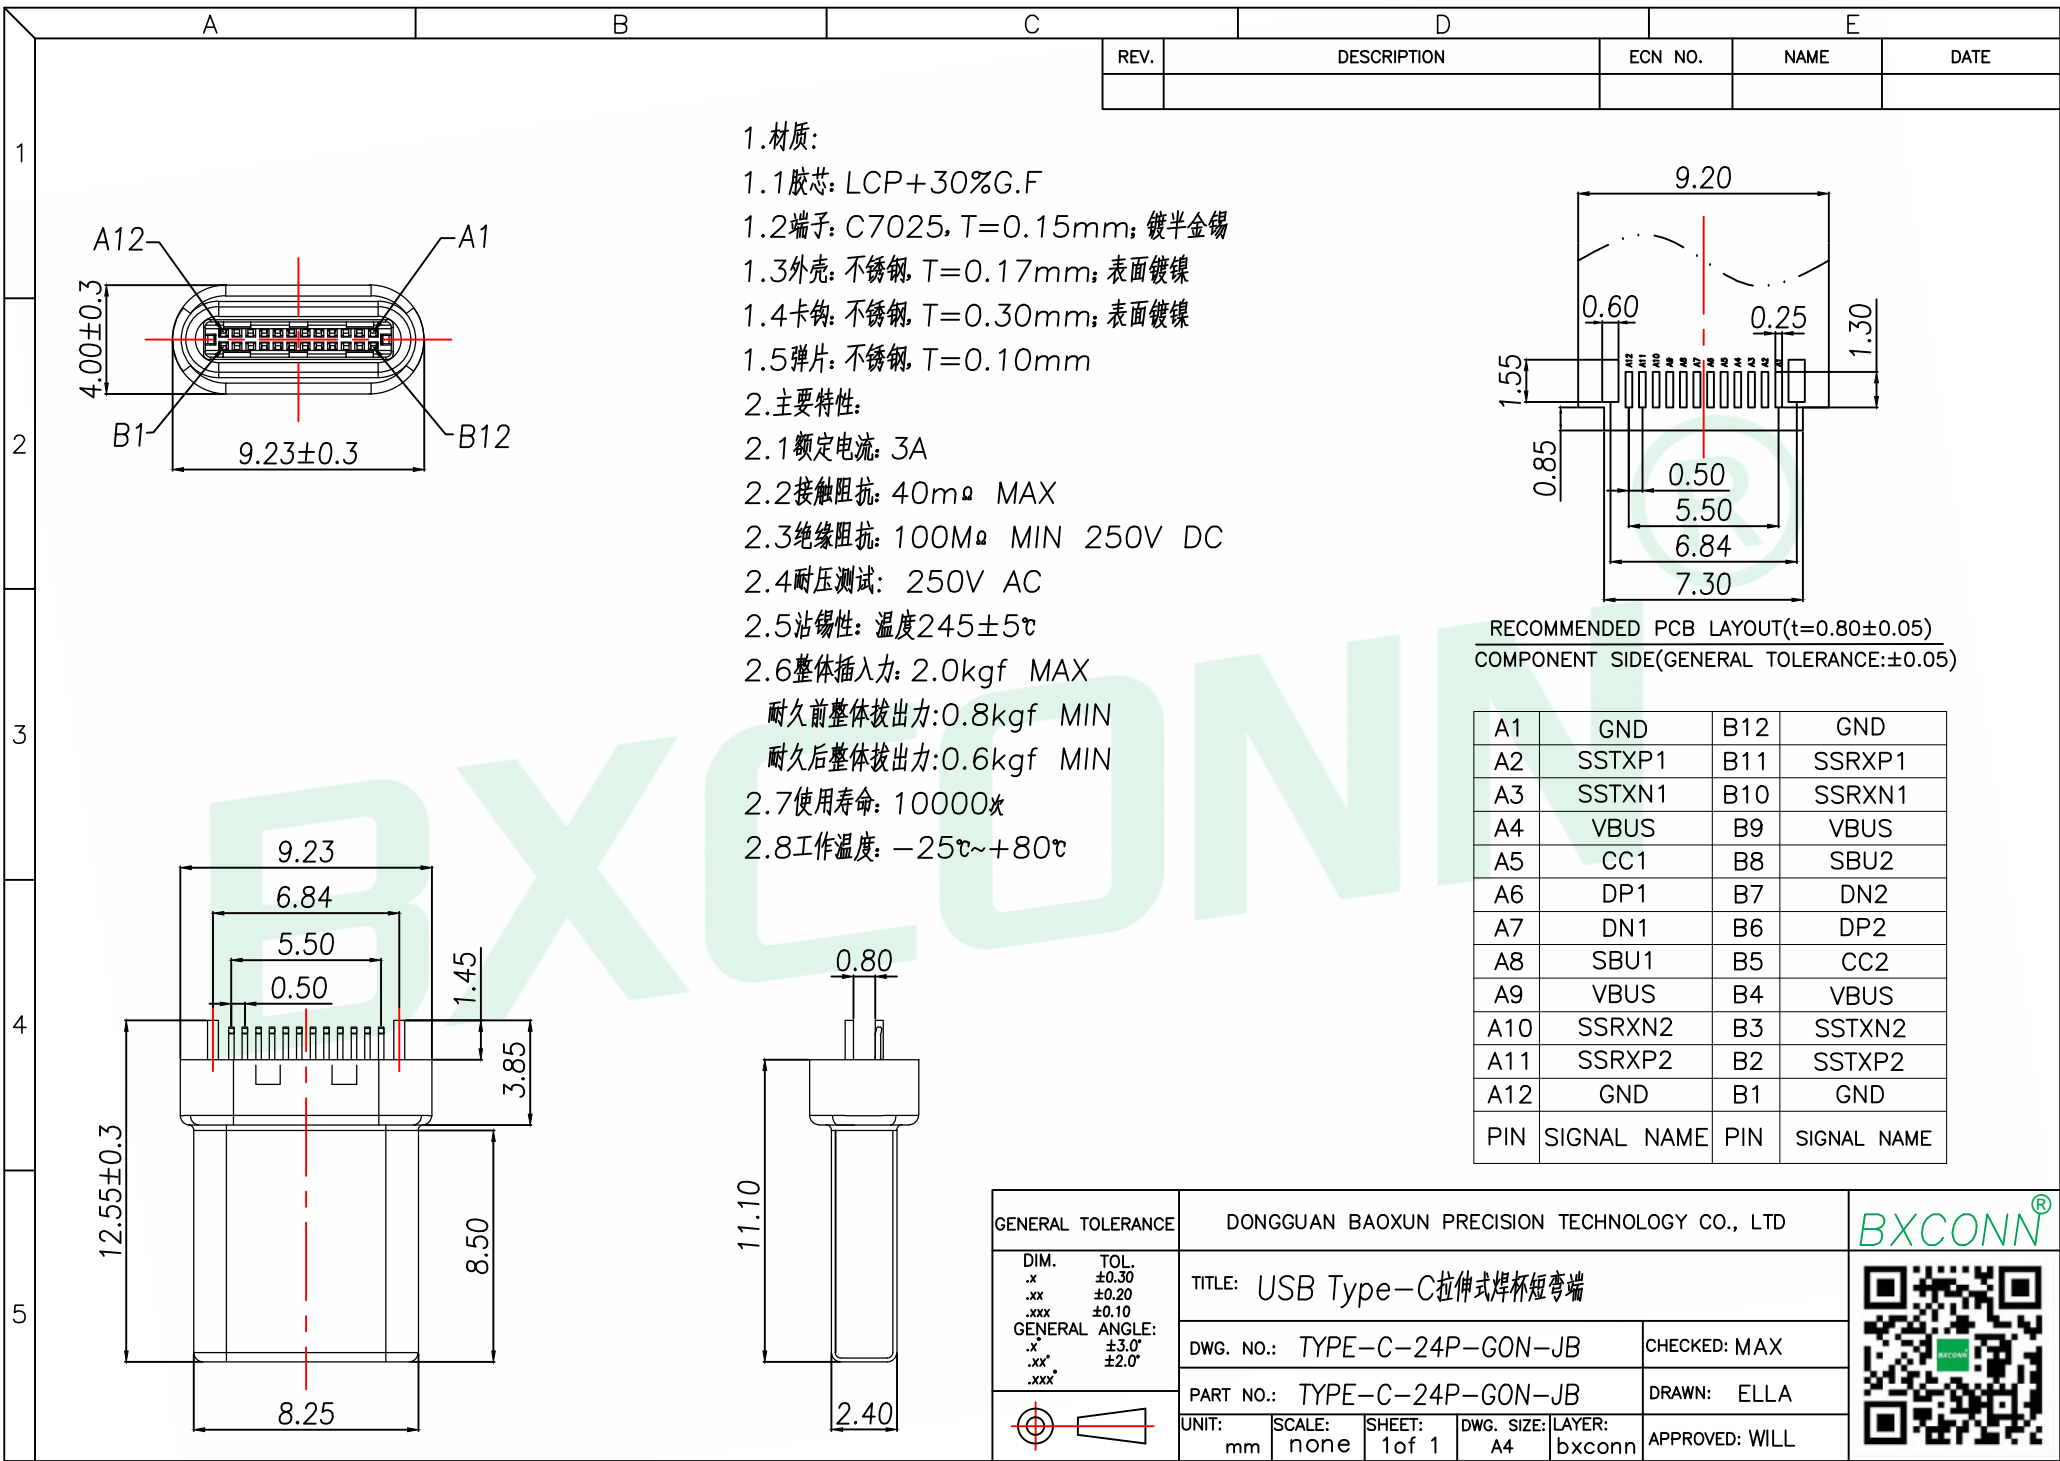 A B C D E
REV. DESCRIPTION ECN NO. NAME DATE
1
2
3
4
5
1.材质:
1.1胶芯: LCP+30%G.F
1.2端子: C7025, T=0.15mm; 镀半金锡
1.3外壳: 不锈钢, T=0.17mm; 表面镀镍
1.4卡钩: 不锈钢, T=0.30mm; 表面镀镍
1.5弹片: 不锈钢, T=0.10mm
2.主要特性:
2.1额定电流: 3A
2.2接触阻抗: 40mΩ MAX
2.3绝缘阻抗: 100MΩ MIN 250V DC
2.4耐压测试: 250V AC
2.5沾锡性: 温度245±5℃
2.6整体插入力: 2.0kgf MAX
耐久前整体拔出力:0.8kgf MIN
耐久后整体拔出力:0.6kgf MIN
2.7使用寿命: 10000次
2.8工作温度: -25℃~+80℃
A12 A1
4.00±0.3
B1 B12
9.23±0.3
9.20
0.60 0.25 1.30
1.55
A12 A11 A10 A9 A8 A7 A6 A5 A4 A3 A2 A1
0.85
0.50
5.50
6.84
7.30
RECOMMENDED PCB LAYOUT(t=0.80±0.05)
COMPONENT SIDE(GENERAL TOLERANCE:±0.05)
A1 GND B12 GND
A2 SSTXP1 B11 SSRXP1
A3 SSTXN1 B10 SSRXN1
A4 VBUS B9 VBUS
A5 CC1 B8 SBU2
A6 DP1 B7 DN2
A7 DN1 B6 DP2
A8 SBU1 B5 CC2
A9 VBUS B4 VBUS
A10 SSRXN2 B3 SSTXN2
A11 SSRXP2 B2 SSTXP2
A12 GND B1 GND
PIN SIGNAL NAME PIN SIGNAL NAME
9.23
6.84
5.50
0.50
1.45
3.85
12.55±0.3
8.50
8.25
0.80
11.10
2.40
BXCONN®
GENERAL TOLERANCE
DIM. TOL.
.x ±0.30
.xx ±0.20
.xxx ±0.10
GENERAL ANGLE:
.x° ±3.0°
.xx° ±2.0°
.xxx°
DONGGUAN BAOXUN PRECISION TECHNOLOGY CO., LTD
TITLE: USB Type-C拉伸式焊杯短弯端
DWG. NO.: TYPE-C-24P-GON-JB CHECKED: MAX
PART NO.: TYPE-C-24P-GON-JB DRAWN: ELLA
UNIT: mm SCALE: none SHEET: 1of 1 DWG. SIZE: A4 LAYER: bxconn APPROVED: WILL
BXCONN®
BXCONN